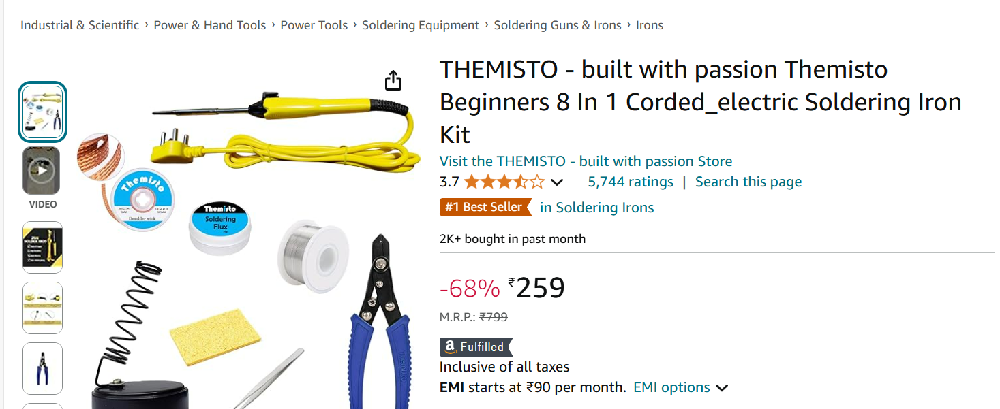 Industrial & Scientific › Power & Hand Tools › Power Tools › Soldering Equipment › Soldering Guns & Irons › Irons
THEMISTO - built with passion Themisto
Beginners 8 In 1 Corded_electric Soldering Iron
Kit
Visit the THEMISTO - built with passion Store
3.7
5,744 ratings | Search this page
#1 Best Seller in Soldering Irons
2K+ bought in past month
-68% ₹259
M.R.P.: ₹799
a Fulfilled
Inclusive of all taxes
EMI starts at ₹90 per month. EMI options
VIDEO
Themisto
WIDTH
LENGTH
Desolder wick
Themisto
Soldering
Flux